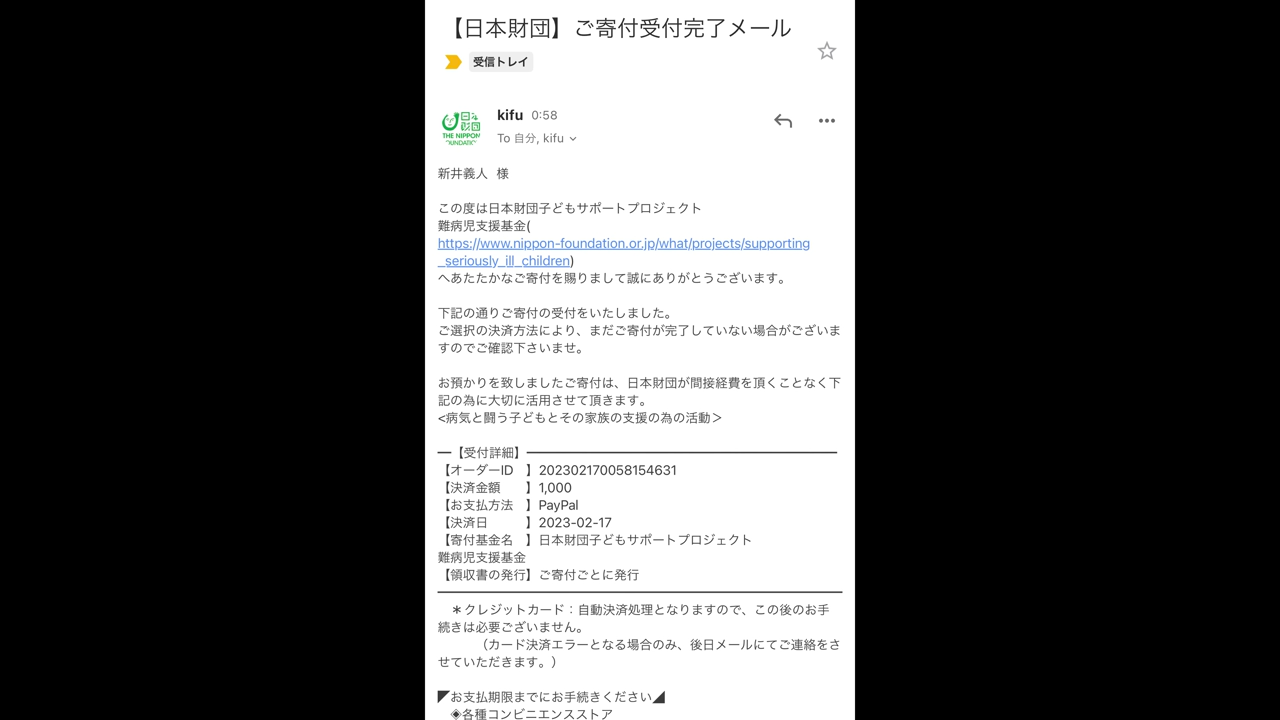 【日本財団】ご寄付受付完了メール
受信トレイ
kifu 0:58
THE NIPPON
To 自分, kifu
新井義人 様
この度は日本財団子どもサポートプロジェクト
難病児支援基金(
https://www.nippon-foundation.or.jp/what/projects/supporting
_seriously_ill_children)
へあたたかなご寄付を賜りまして誠にありがとうございます。
下記の通りご寄付の受付をいたしました。
ご選択の決済方法により、まだご寄付が完了していない場合がございま
すのでご確認下さいませ。
お預かりを致しましたご寄付は、日本財団が間接経費を頂くことなく下
記の為に大切に活用させて頂きます。
<病気と闘う子どもとその家族の支援の為の活動＞
━【受付詳細】━━━━━━━━━━━━━━━━━━━━━━━━━
【オーダーID　】202302170058154631
【決済金額　　】1,000
【お支払方法　】PayPal
【決済日　　　】2023-02-17
【寄付基金名　】日本財団子どもサポートプロジェクト
難病児支援基金
【領収書の発行】ご寄付ごとに発行
━━━━━━━━━━━━━━━━━━━━━━━━━━━━━━━━
＊クレジットカード：自動決済処理となりますので、この後のお手
続きは必要ございません。
（カード決済エラーとなる場合のみ、後日メールにてご連絡をさ
せていただきます。）
◤お支払期限までにお手続きください◢
◈各種コンビニエンスストア